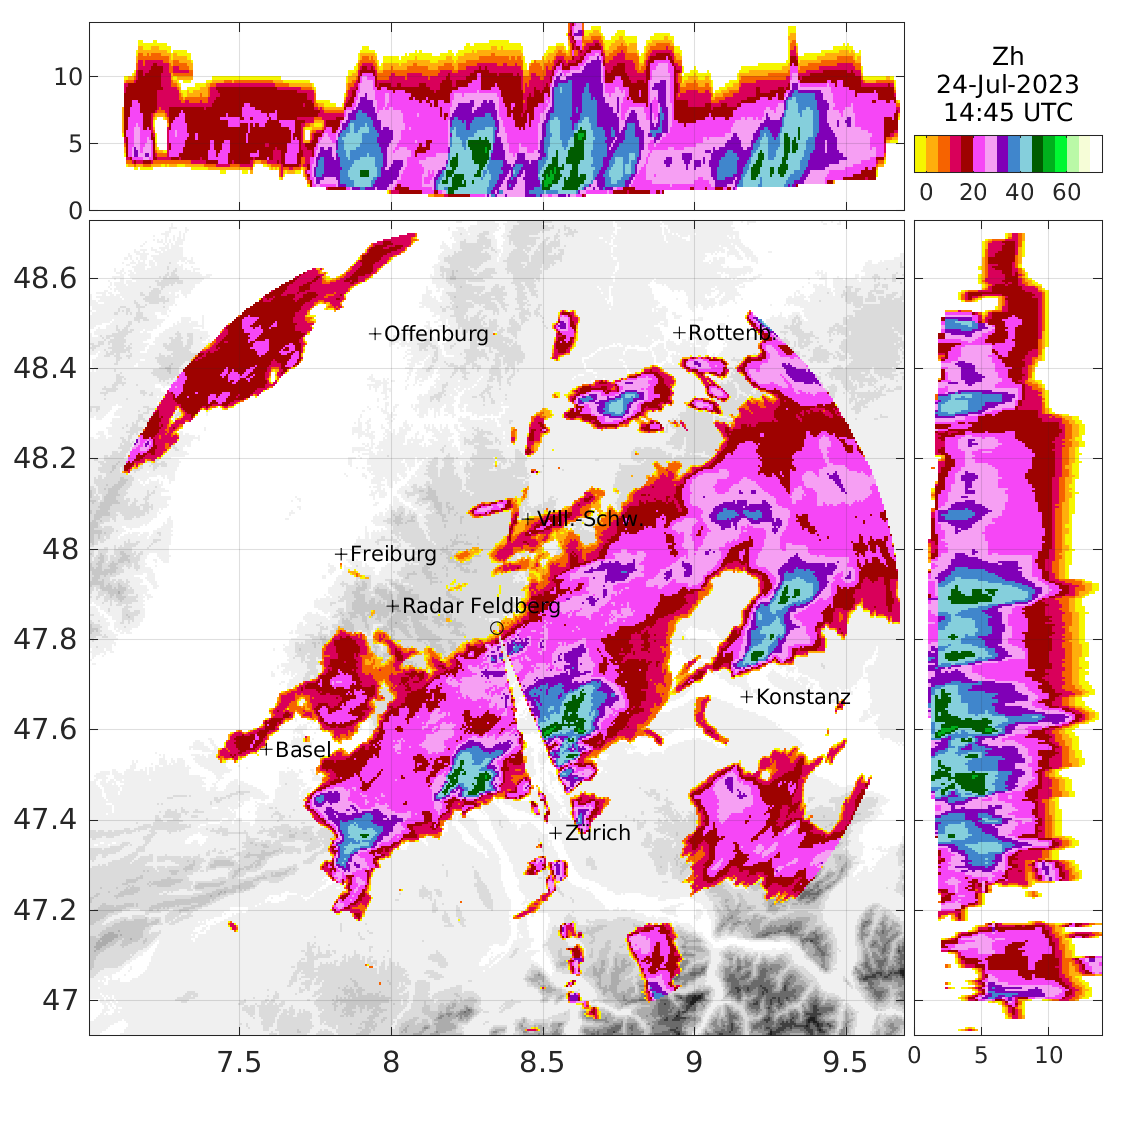 10
5
0
Zh
24-Jul-2023
14:45 UTC
0 20 40 60
48.6
48.4
48.2
48
47.8
47.6
47.4
47.2
47
+Offenburg
+Rottenb.
+Vill.-Schw.
+Freiburg
+Radar Feldberg
+Konstanz
+Basel
+Zurich
7.5 8 8.5 9 9.5
0 5 10